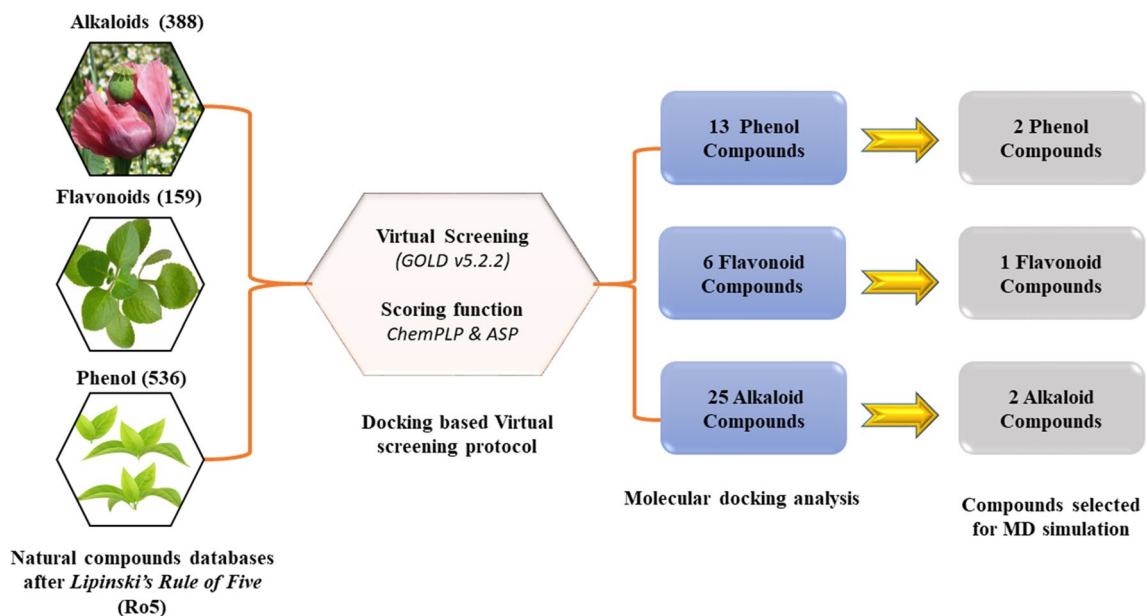 Alkaloids (388)
Flavonoids (159)
Phenol (536)
Natural compounds databases
after Lipinski's Rule of Five
(Ro5)
Virtual Screening
(GOLD v5.2.2)
Scoring function
ChemPLP & ASP
Docking based Virtual
screening protocol
13 Phenol
Compounds
6 Flavonoid
Compounds
25 Alkaloid
Compounds
Molecular docking analysis
2 Phenol
Compounds
1 Flavonoid
Compounds
2 Alkaloid
Compounds
Compounds selected
for MD simulation